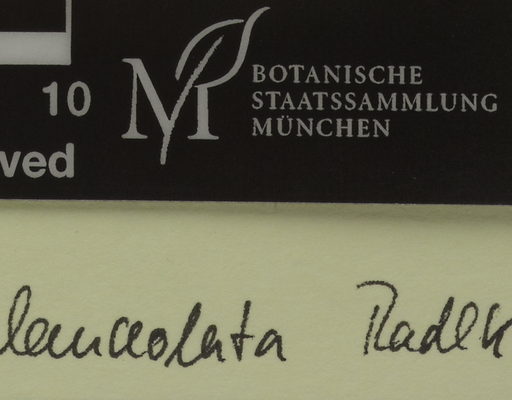 10
BOTANISCHE
STAATSSAMMLUNG
MÜNCHEN
ved
lanceolata Radlk